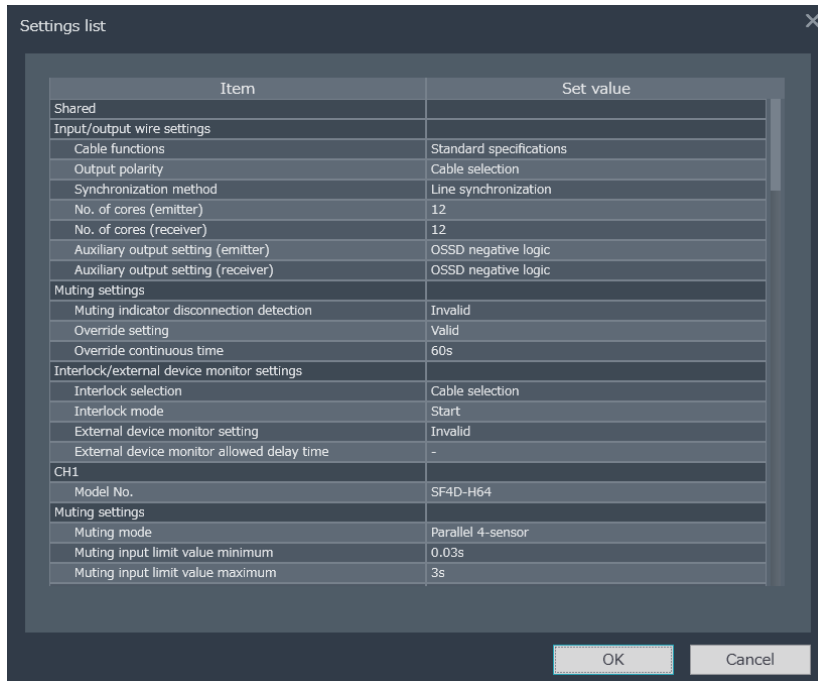 Settings list
Item Set value
Shared
Input/output wire settings
Cable functions Standard specifications
Output polarity Cable selection
Synchronization method Line synchronization
No. of cores (emitter) 12
No. of cores (receiver) 12
Auxiliary output setting (emitter) OSSD negative logic
Auxiliary output setting (receiver) OSSD negative logic
Muting settings
Muting indicator disconnection detection Invalid
Override setting Valid
Override continuous time 60s
Interlock/external device monitor settings
Interlock selection Cable selection
Interlock mode Start
External device monitor setting Invalid
External device monitor allowed delay time -
CH1
Model No. SF4D-H64
Muting settings
Muting mode Parallel 4-sensor
Muting input limit value minimum 0.03s
Muting input limit value maximum 3s
OK Cancel